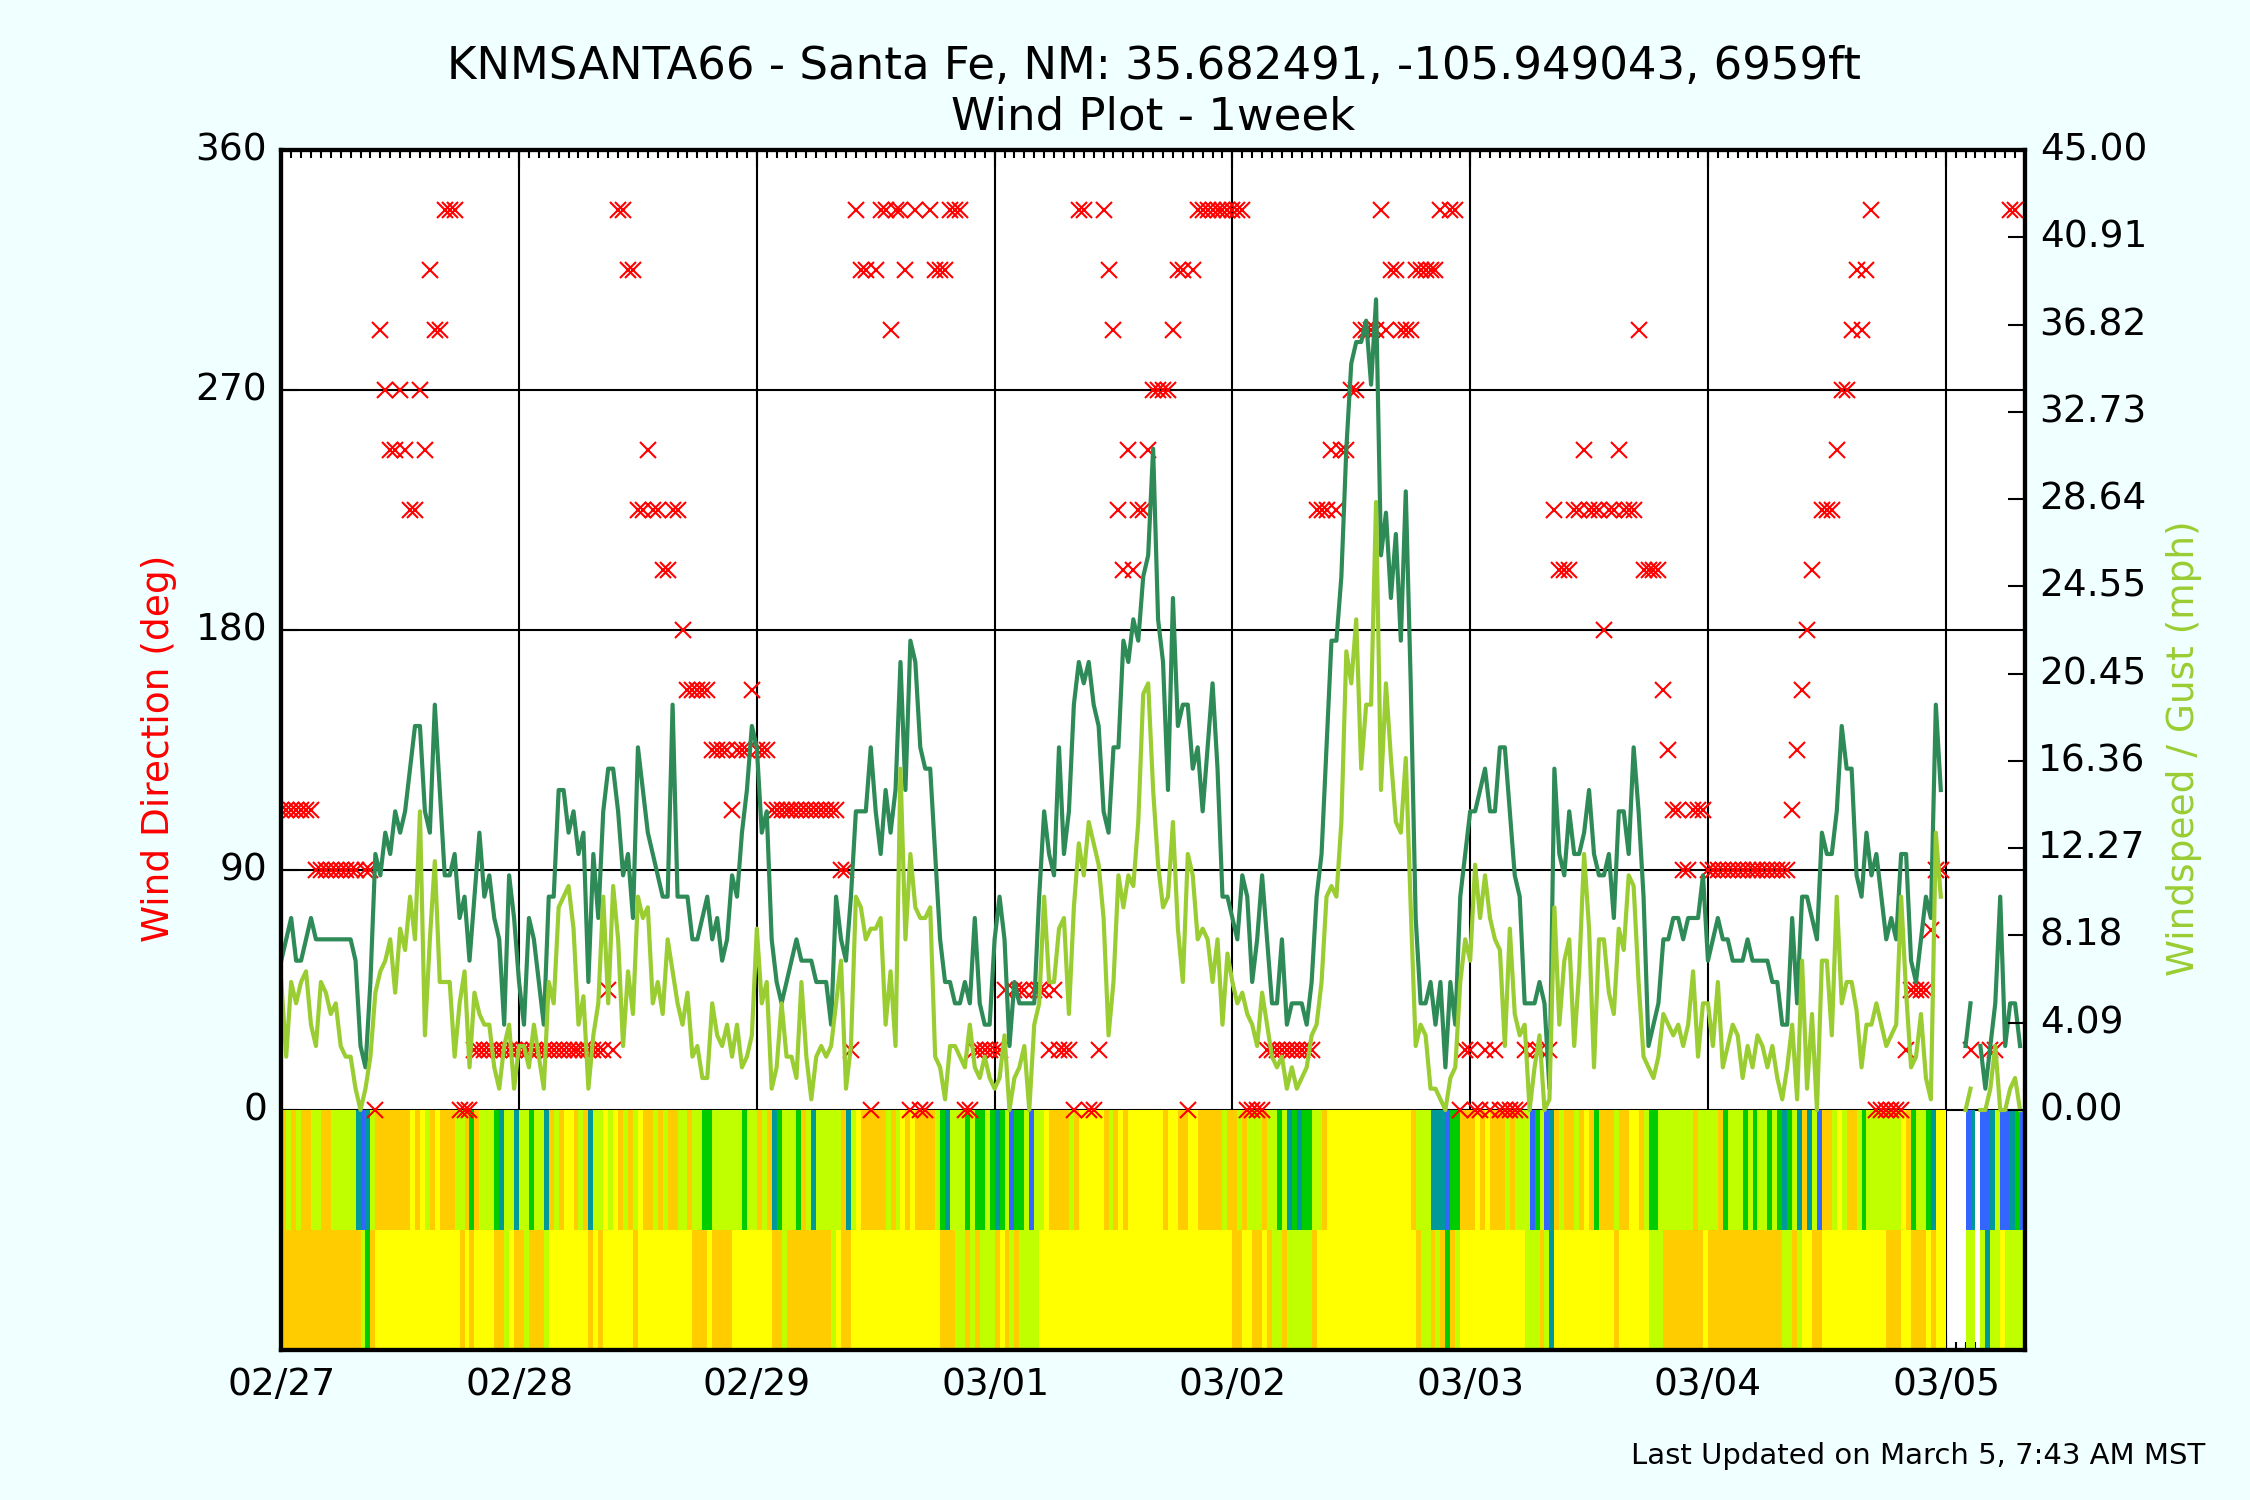 KNMSANTA66 - Santa Fe, NM: 35.682491, -105.949043, 6959ft
Wind Plot - 1week
360
270
180
90
0
Wind Direction (deg)
45.00
40.91
36.82
32.73
28.64
24.55
20.45
16.36
12.27
8.18
4.09
0.00
Windspeed / Gust (mph)
02/27 02/28 02/29 03/01 03/02 03/03 03/04 03/05
Last Updated on March 5, 7:43 AM MST